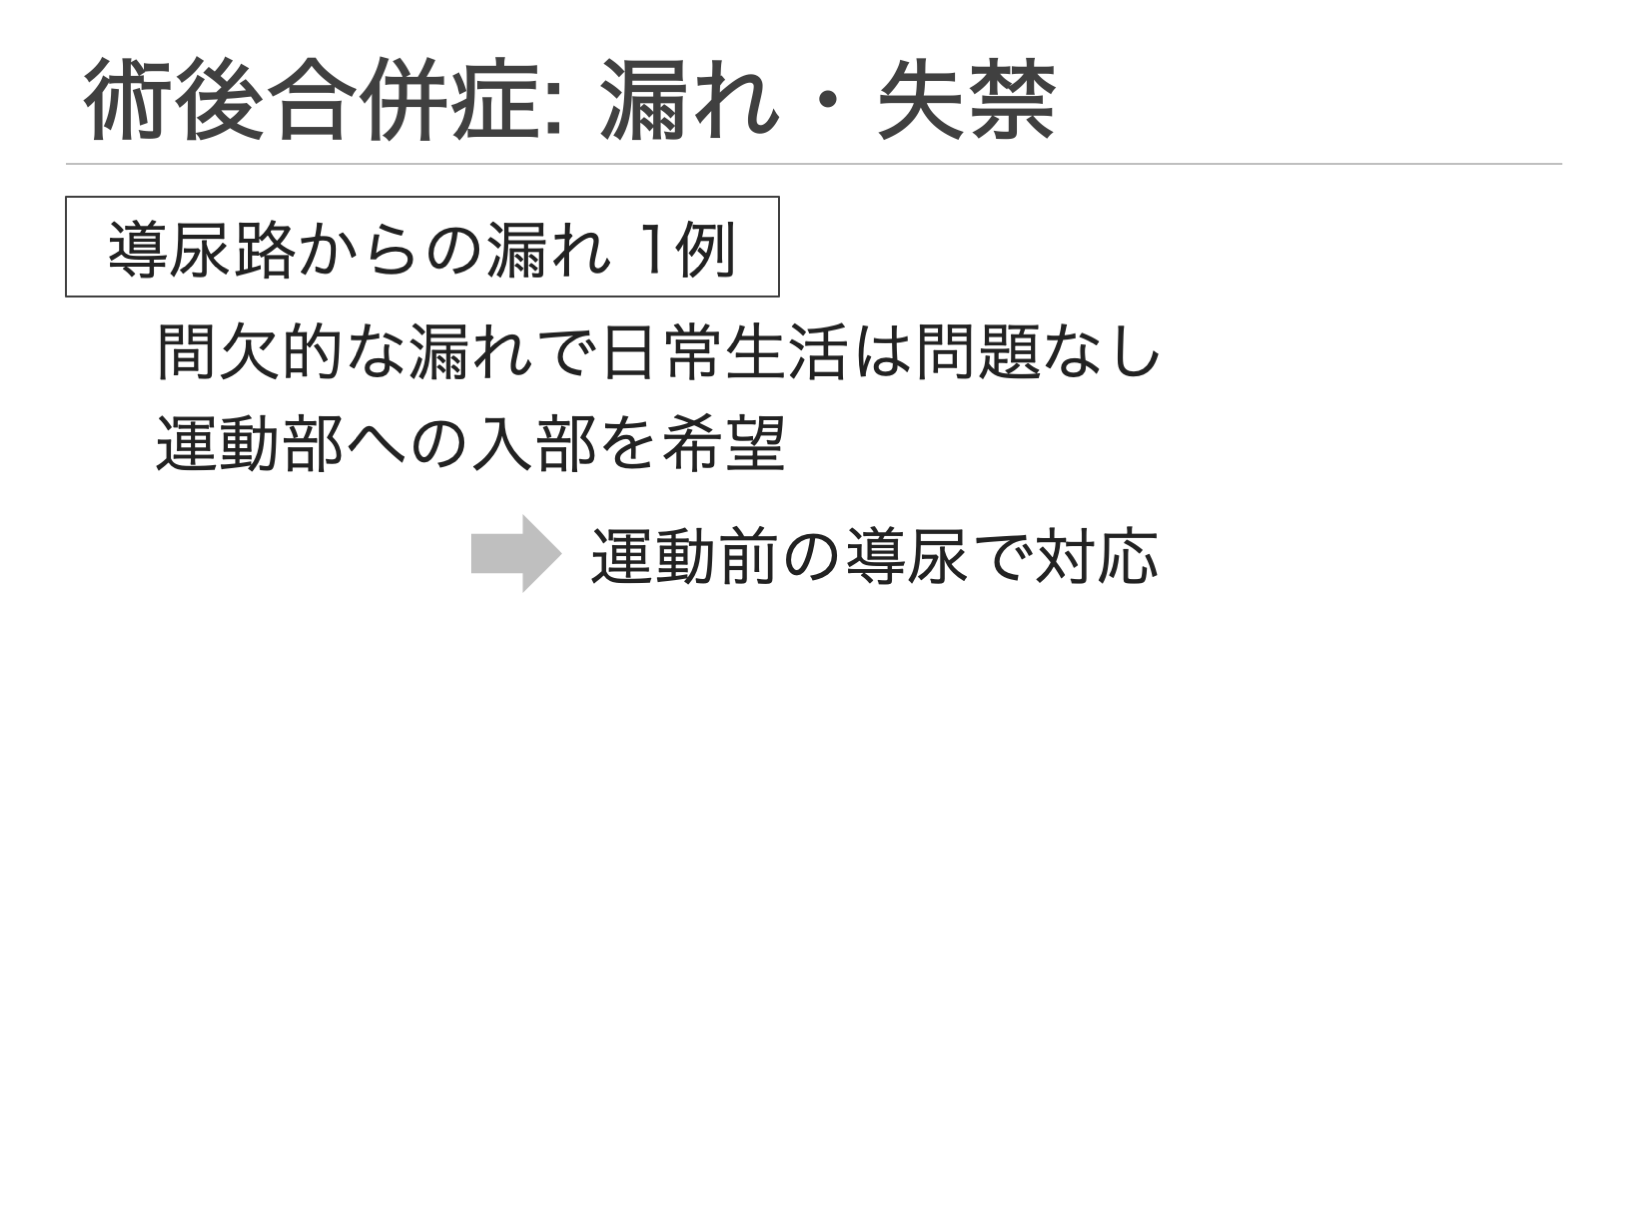 術後合併症: 漏れ・失禁
導尿路からの漏れ 1例
間欠的な漏れで日常生活は問題なし
運動部への入部を希望
運動前の導尿で対応